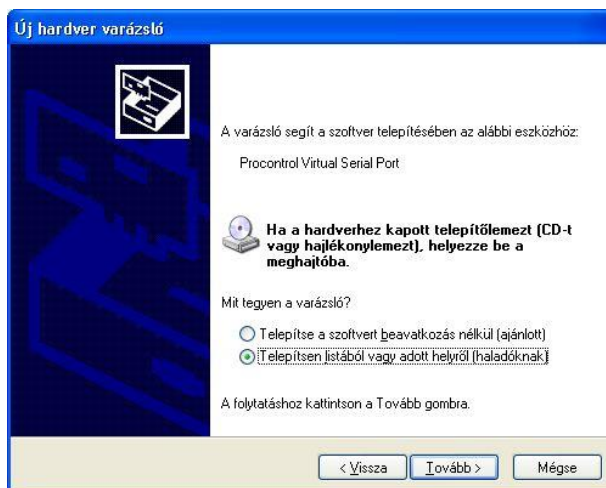 Új hardver varázsló
A varázsló segít a szoftver telepítésében az alábbi eszközhöz:
Procontrol Virtual Serial Port
Ha a hardverhez kapott telepítőlemezt (CD-t
vagy hajlékonylemezt), helyezze be a
meghajtóba.
Mit tegyen a varázsló?
Telepítse a szoftvert beavatkozás nélkül (ajánlott)
Telepítsen listából vagy adott helyről (haladóknak)
A folytatáshoz kattintson a Tovább gombra.
< Vissza Tovább > Mégse